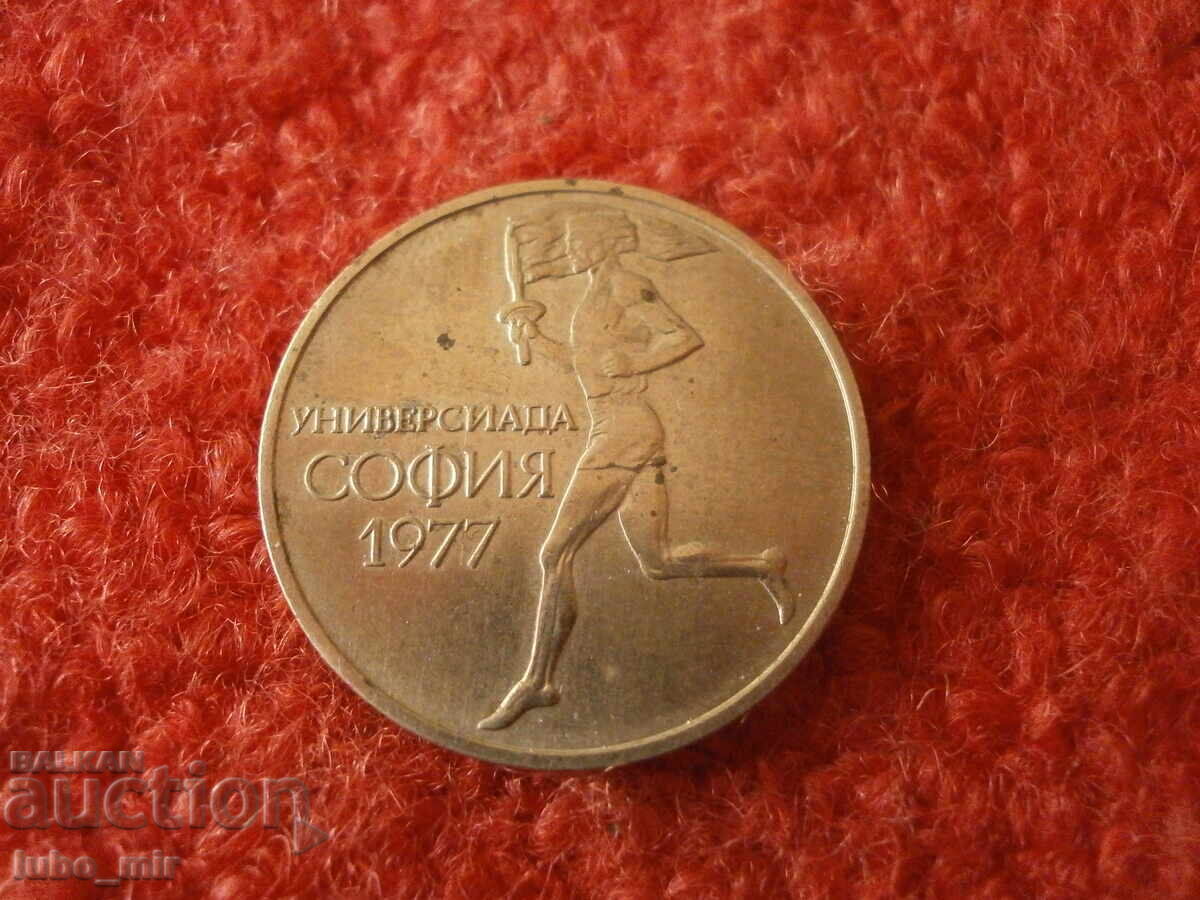 УНИВЕРСИАДА
СОФИЯ
1977
BALKAN
auction
lubo_mir